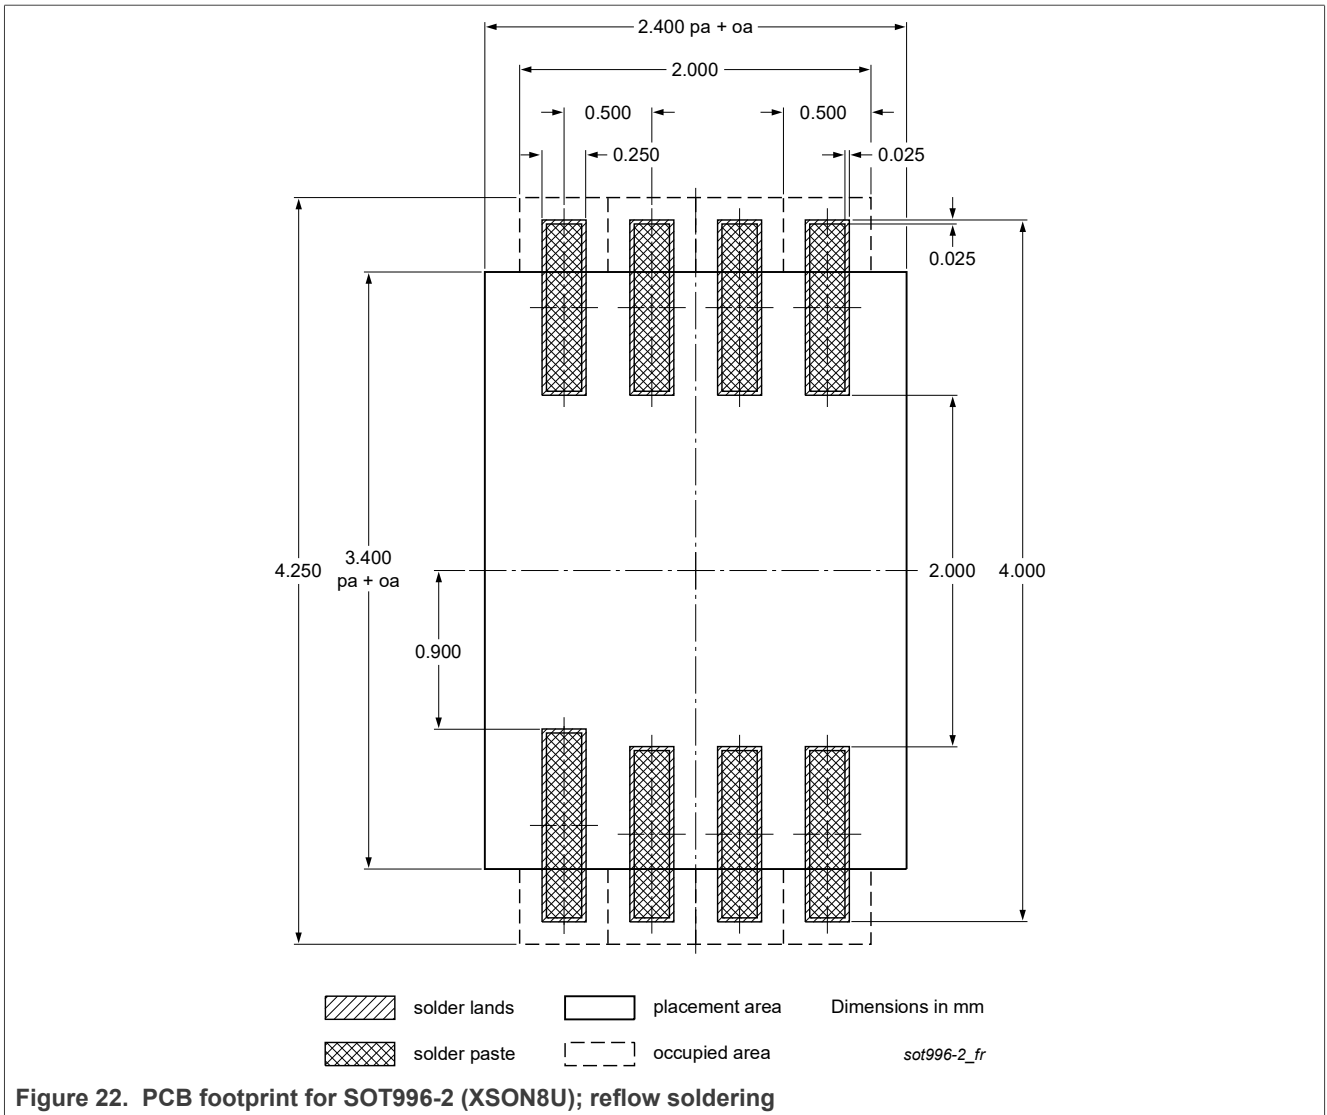 2.400 pa + oa
2.000
0.500
0.500
0.250
0.025
0.025
4.250
3.400
pa + oa
2.000
4.000
0.900
solder lands
placement area
Dimensions in mm
solder paste
occupied area
sot996-2_fr
Figure 22. PCB footprint for SOT996-2 (XSON8U); reflow soldering